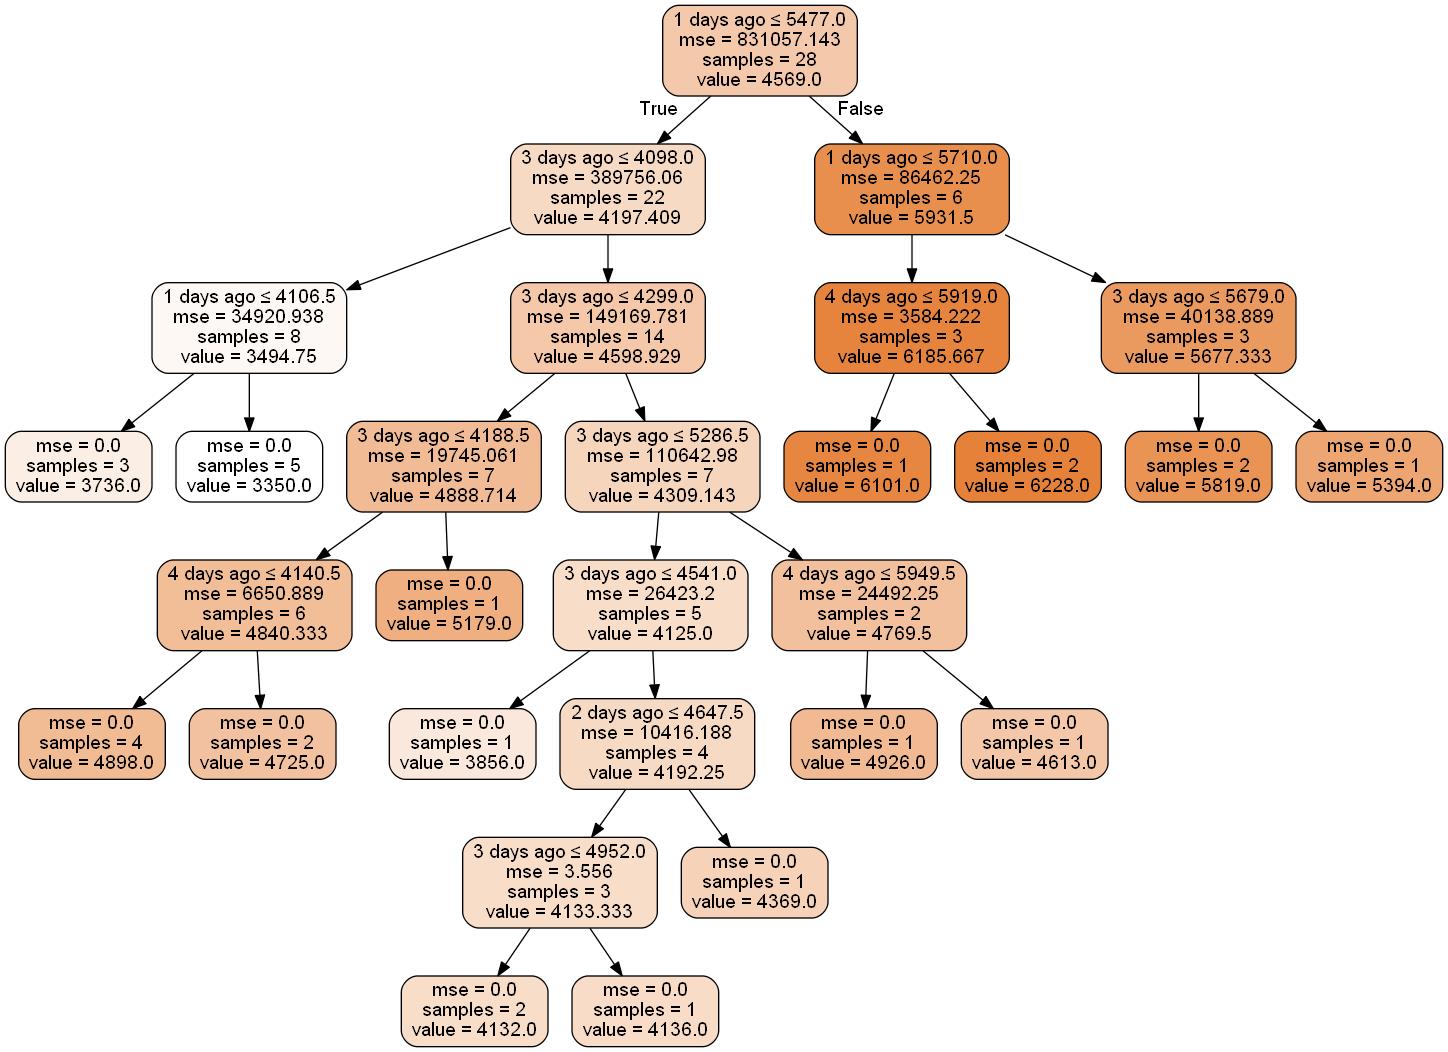 1 days ago ≤ 5477.0
mse = 831057.143
samples = 28
value = 4569.0
True
False
3 days ago ≤ 4098.0
mse = 389756.06
samples = 22
value = 4197.409
1 days ago ≤ 5710.0
mse = 86462.25
samples = 6
value = 5931.5
1 days ago ≤ 4106.5
mse = 34920.938
samples = 8
value = 3494.75
3 days ago ≤ 4299.0
mse = 149169.781
samples = 14
value = 4598.929
4 days ago ≤ 5919.0
mse = 3584.222
samples = 3
value = 6185.667
3 days ago ≤ 5679.0
mse = 40138.889
samples = 3
value = 5677.333
mse = 0.0
samples = 3
value = 3736.0
mse = 0.0
samples = 5
value = 3350.0
3 days ago ≤ 4188.5
mse = 19745.061
samples = 7
value = 4888.714
3 days ago ≤ 5286.5
mse = 110642.98
samples = 7
value = 4309.143
mse = 0.0
samples = 1
value = 6101.0
mse = 0.0
samples = 2
value = 6228.0
mse = 0.0
samples = 2
value = 5819.0
mse = 0.0
samples = 1
value = 5394.0
4 days ago ≤ 4140.5
mse = 6650.889
samples = 6
value = 4840.333
mse = 0.0
samples = 1
value = 5179.0
3 days ago ≤ 4541.0
mse = 26423.2
samples = 5
value = 4125.0
4 days ago ≤ 5949.5
mse = 24492.25
samples = 2
value = 4769.5
mse = 0.0
samples = 4
value = 4898.0
mse = 0.0
samples = 2
value = 4725.0
mse = 0.0
samples = 1
value = 3856.0
2 days ago ≤ 4647.5
mse = 10416.188
samples = 4
value = 4192.25
mse = 0.0
samples = 1
value = 4926.0
mse = 0.0
samples = 1
value = 4613.0
3 days ago ≤ 4952.0
mse = 3.556
samples = 3
value = 4133.333
mse = 0.0
samples = 1
value = 4369.0
mse = 0.0
samples = 2
value = 4132.0
mse = 0.0
samples = 1
value = 4136.0